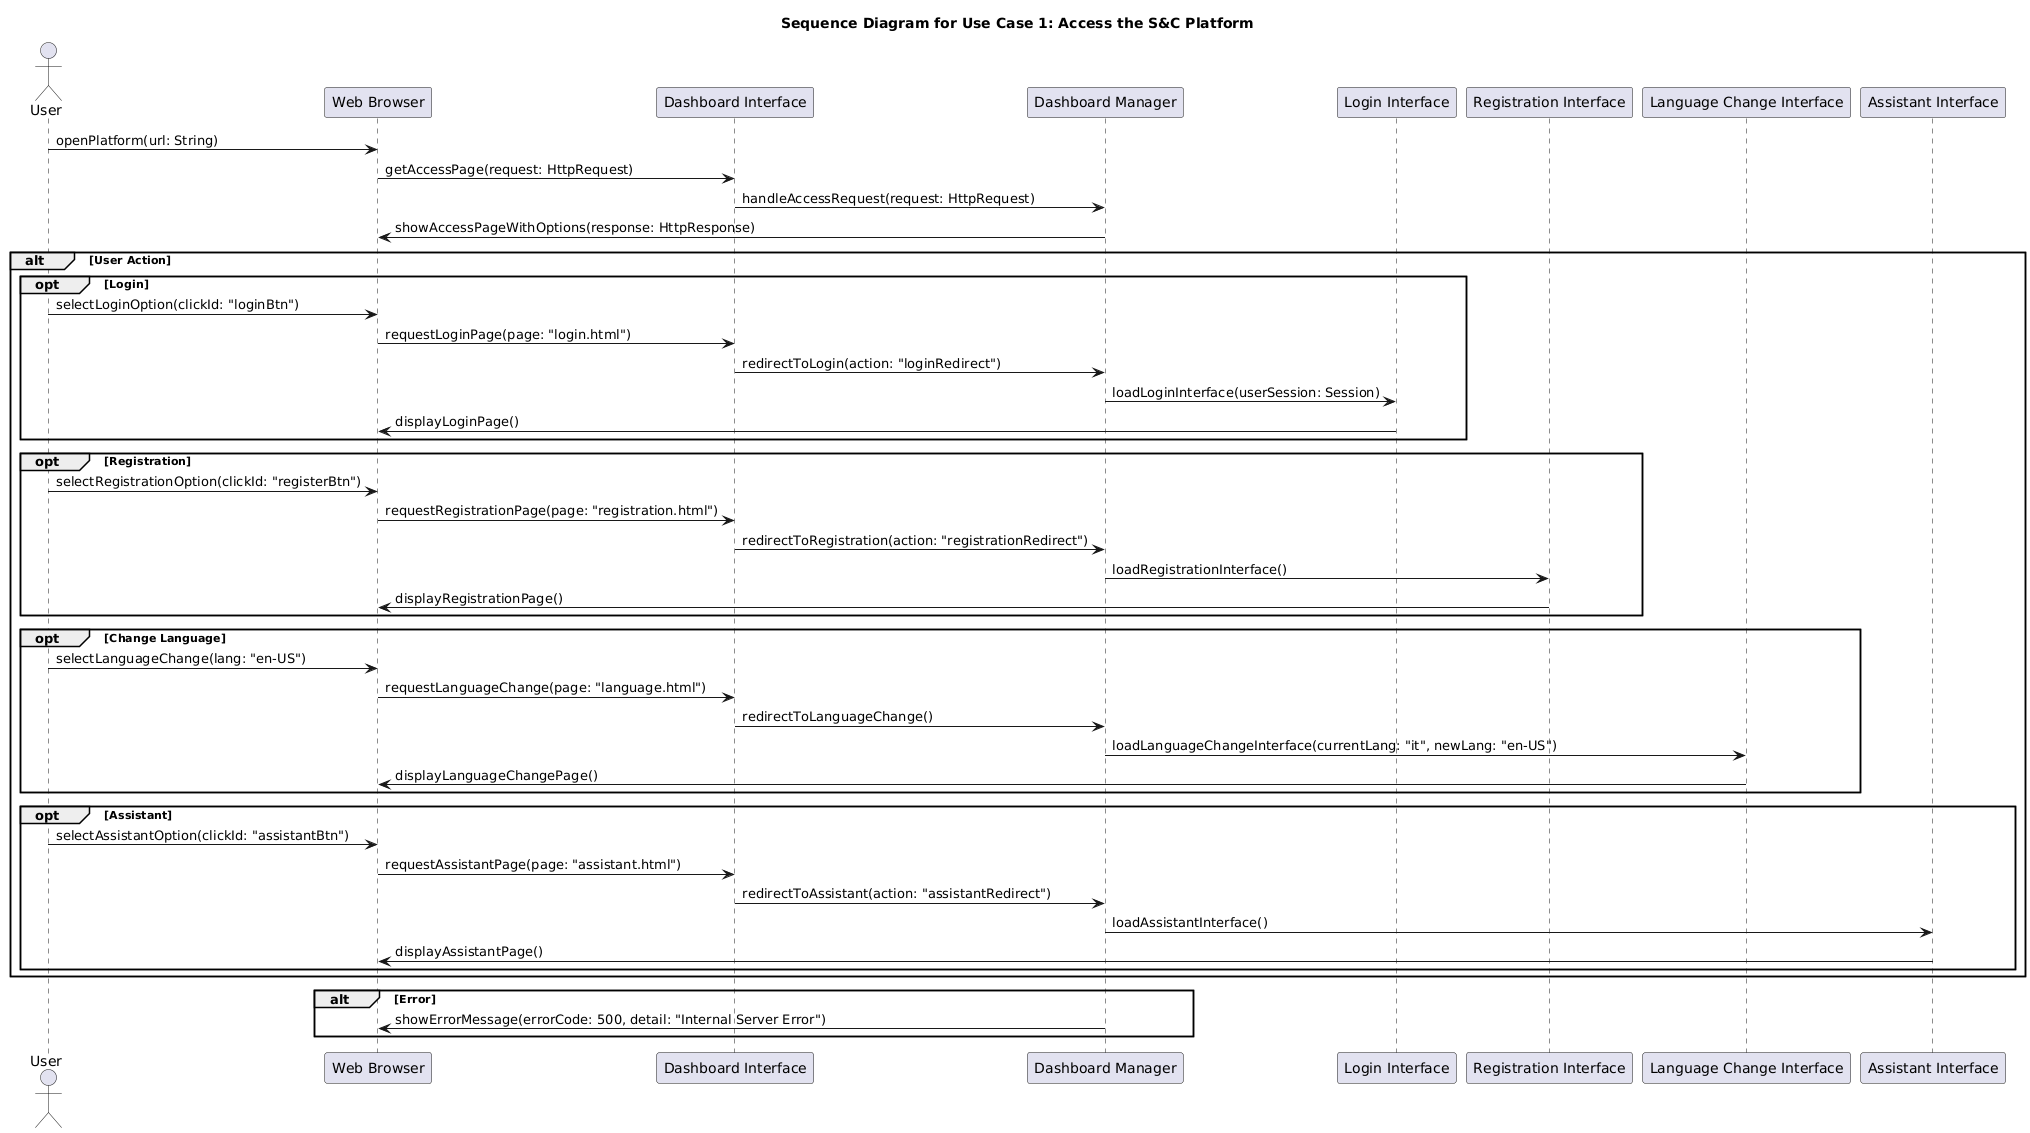 Sequence Diagram for Use Case 1: Access the S&C Platform
User
Web Browser
Dashboard Interface
Dashboard Manager
Login Interface
Registration Interface
Language Change Interface
Assistant Interface
openPlatform(url: String)
getAccessPage(request: HttpRequest)
handleAccessRequest(request: HttpRequest)
showAccessPageWithOptions(response: HttpResponse)
alt [User Action]
opt [Login]
selectLoginOption(clickId: "loginBtn")
requestLoginPage(page: "login.html")
redirectToLogin(action: "loginRedirect")
loadLoginInterface(userSession: Session)
displayLoginPage()
opt [Registration]
selectRegistrationOption(clickId: "registerBtn")
requestRegistrationPage(page: "registration.html")
redirectToRegistration(action: "registrationRedirect")
loadRegistrationInterface()
displayRegistrationPage()
opt [Change Language]
selectLanguageChange(lang: "en-US")
requestLanguageChange(page: "language.html")
redirectToLanguageChange()
loadLanguageChangeInterface(currentLang: "it", newLang: "en-US")
displayLanguageChangePage()
opt [Assistant]
selectAssistantOption(clickId: "assistantBtn")
requestAssistantPage(page: "assistant.html")
redirectToAssistant(action: "assistantRedirect")
loadAssistantInterface()
displayAssistantPage()
alt [Error]
showErrorMessage(errorCode: 500, detail: "Internal Server Error")
User
Web Browser
Dashboard Interface
Dashboard Manager
Login Interface
Registration Interface
Language Change Interface
Assistant Interface